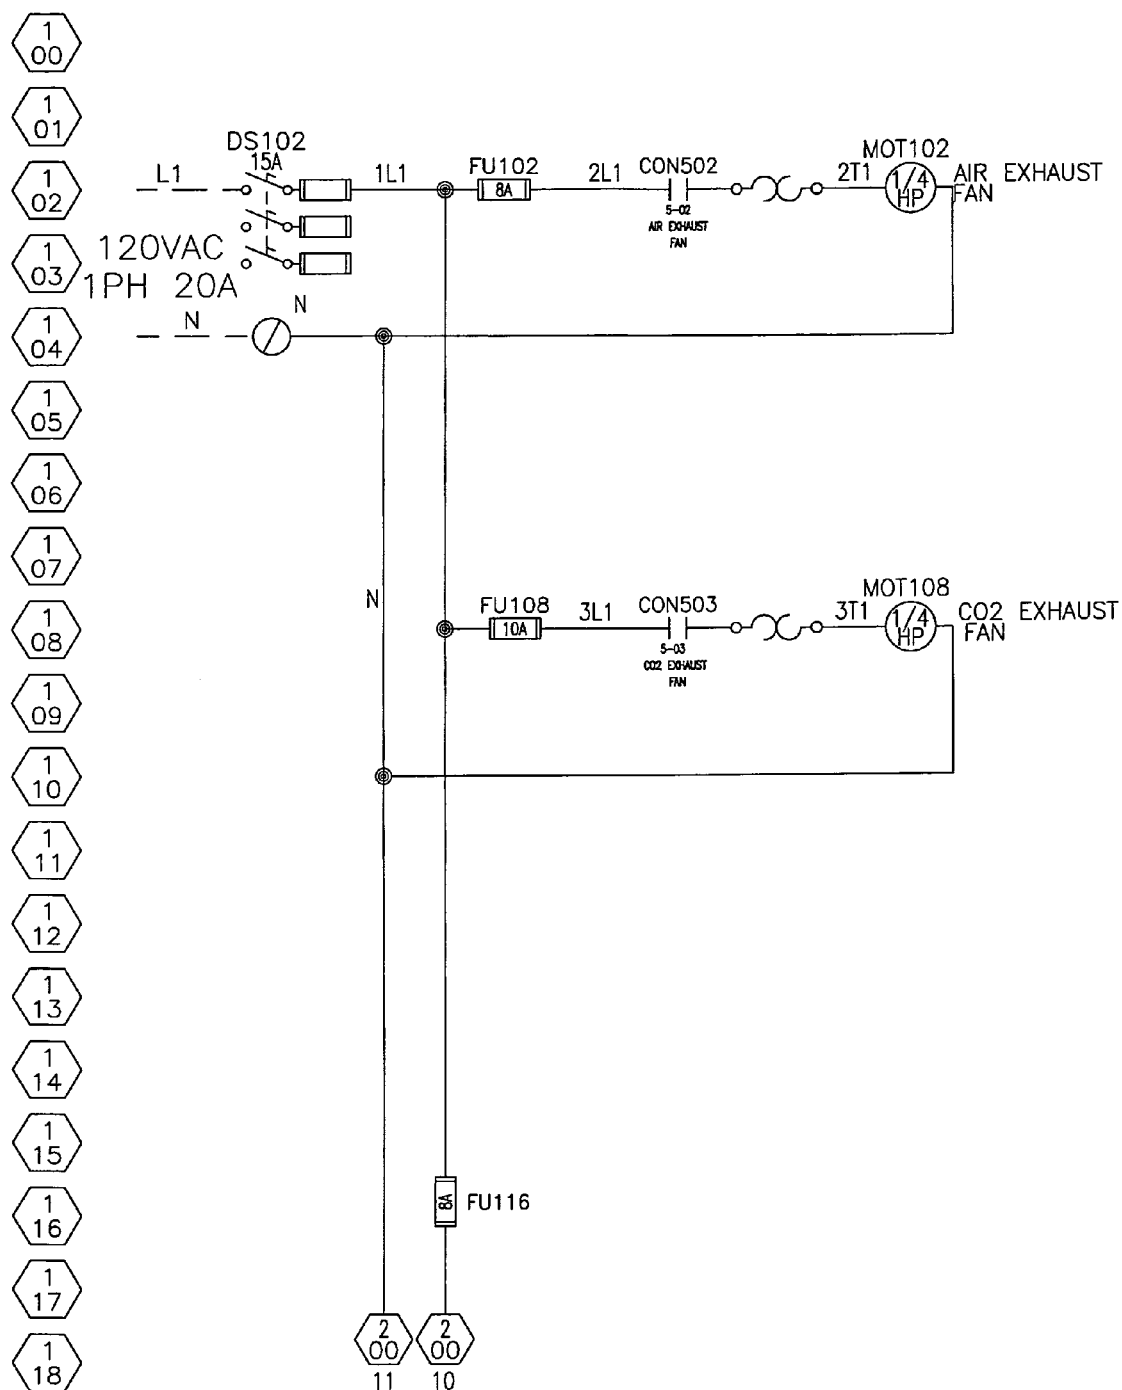 1
00
1
01
DS102
15A
FU102
CON502
MOT102
1
02
L1
1L1
8A
2L1
2T1
1/4
HP
AIR EXHAUST
FAN
5-02
AIR EXHAUST
FAN
1
03
120VAC
1PH 20A
1
04
N
N
1
05
1
06
1
07
N
FU108
CON503
MOT108
1
08
10A
3L1
3T1
1/4
HP
CO2 EXHAUST
FAN
5-03
CO2 EXHAUST
FAN
1
09
1
10
1
11
1
12
1
13
1
14
1
15
1
16
8A
FU116
1
17
1
18
2
00
11
2
00
10